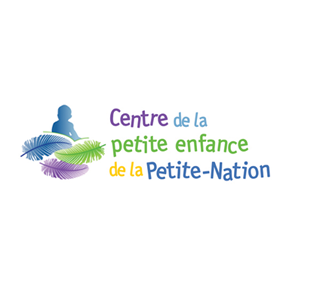 Centre de la
petite enfance
de la Petite-Nation